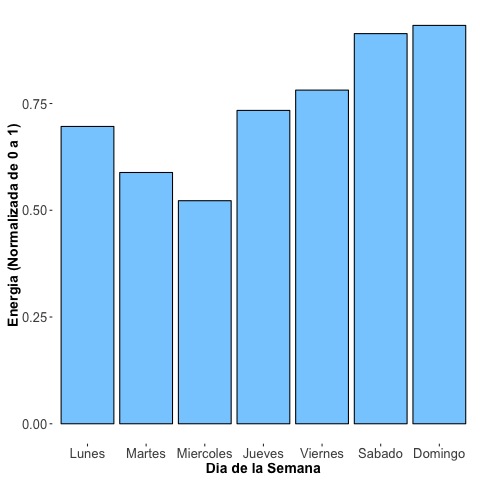 Energia (Normalizada de 0 a 1)
0.75
0.50
0.25
0.00
Lunes Martes Miercoles Jueves Viernes Sabado Domingo
Dia de la Semana